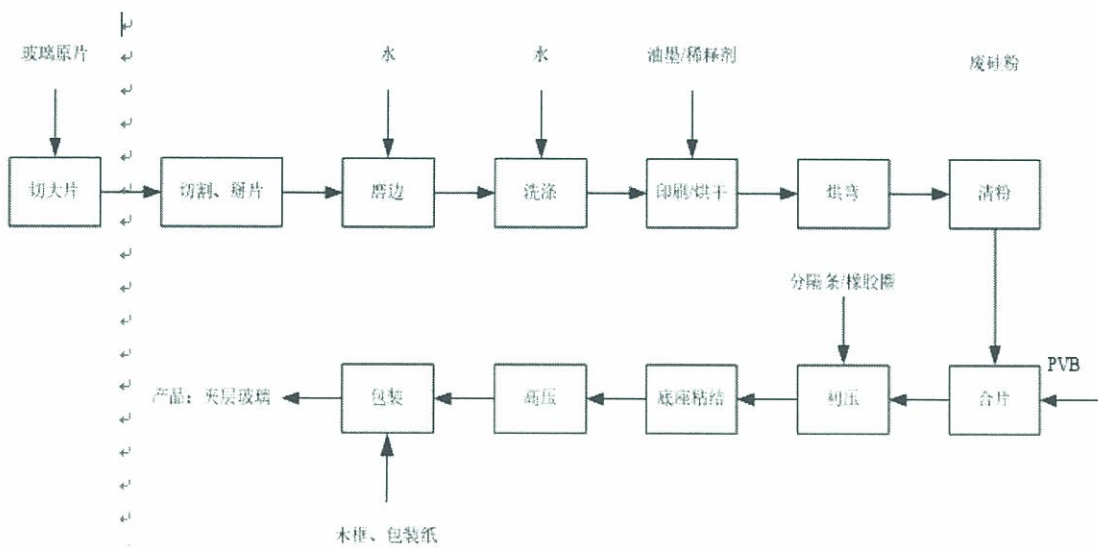 玻璃原片
水
水
油墨/稀释剂
废硅粉
切大片
切割、掰片
磨边
洗涤
印刷/烘干
烘弯
清粉
分隔条/橡胶圈
PVB
产品：夹层玻璃
包装
高压
底座粘结
初压
合片
木框、包装纸